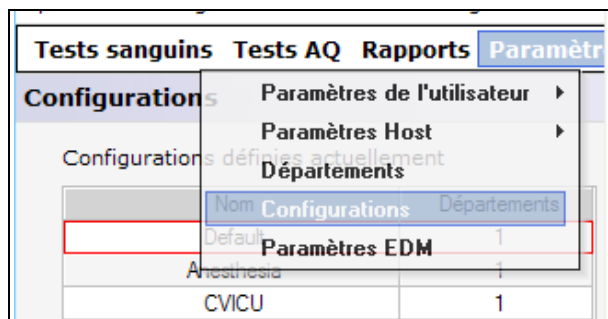 Tests sanguins Tests AQ Rapports Paramètr
Configurations
Paramètres de l'utilisateur
Paramètres Host
Configurations définies actuellement
Départements
Nom Départements
Configurations
Default 1
Paramètres EDM
Anesthesia 1
CVICU 1